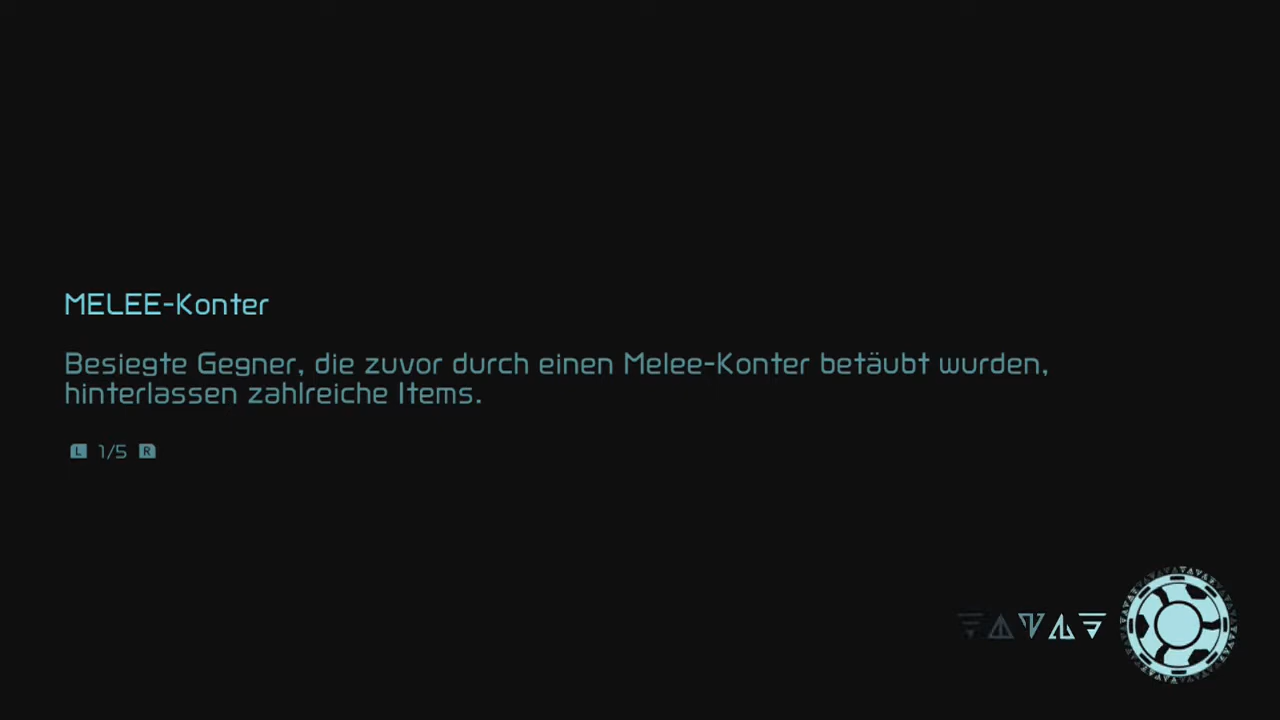 MELEE-Konter
Besiegte Gegner, die zuvor durch einen Melee-Konter betäubt wurden,
hinterlassen zahlreiche Items.
L 1/5 R